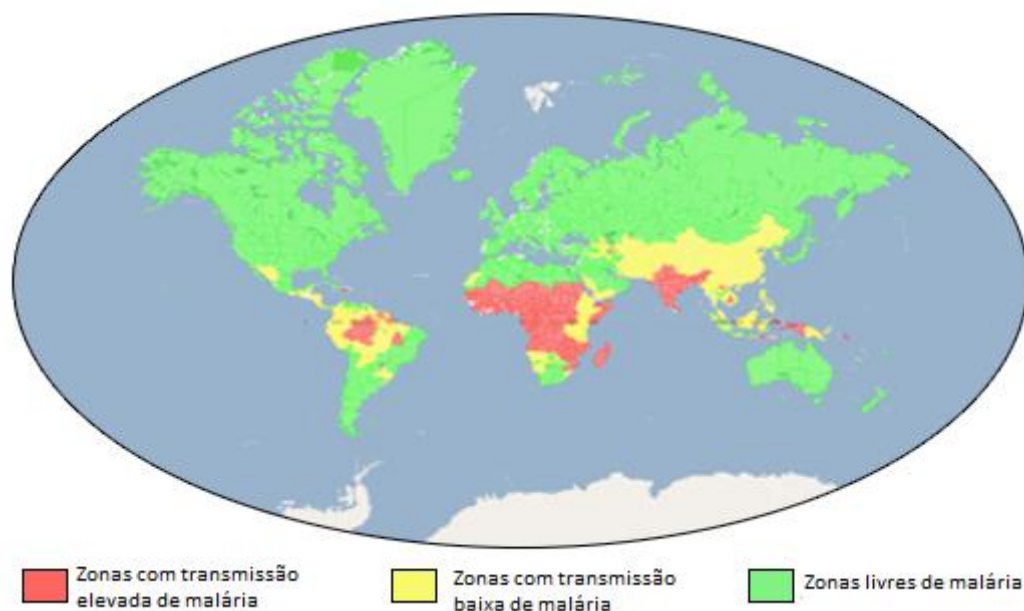 Zonas com transmissão
elevada de malária
Zonas com transmissão
baixa de malária
Zonas livres de malária